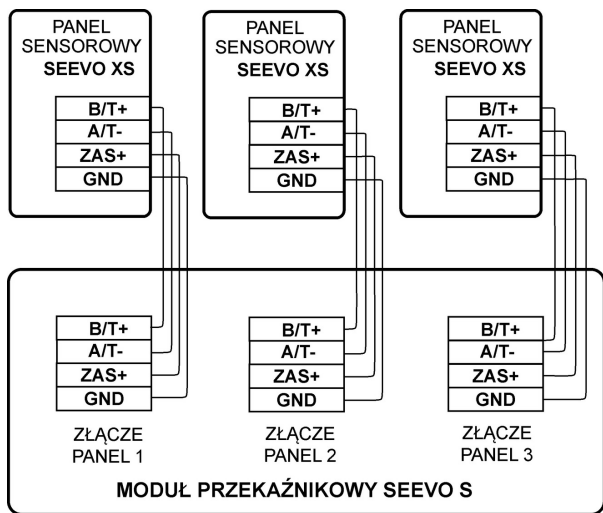 PANEL
SENSOROWY
SEEVO XS
B/T+
A/T-
ZAS+
GND
PANEL
SENSOROWY
SEEVO XS
B/T+
A/T-
ZAS+
GND
PANEL
SENSOROWY
SEEVO XS
B/T+
A/T-
ZAS+
GND
B/T+
A/T-
ZAS+
GND
ZŁĄCZE
PANEL 1
B/T+
A/T-
ZAS+
GND
ZŁĄCZE
PANEL 2
B/T+
A/T-
ZAS+
GND
ZŁĄCZE
PANEL 3
MODUŁ PRZEKAŹNIKOWY SEEVO S